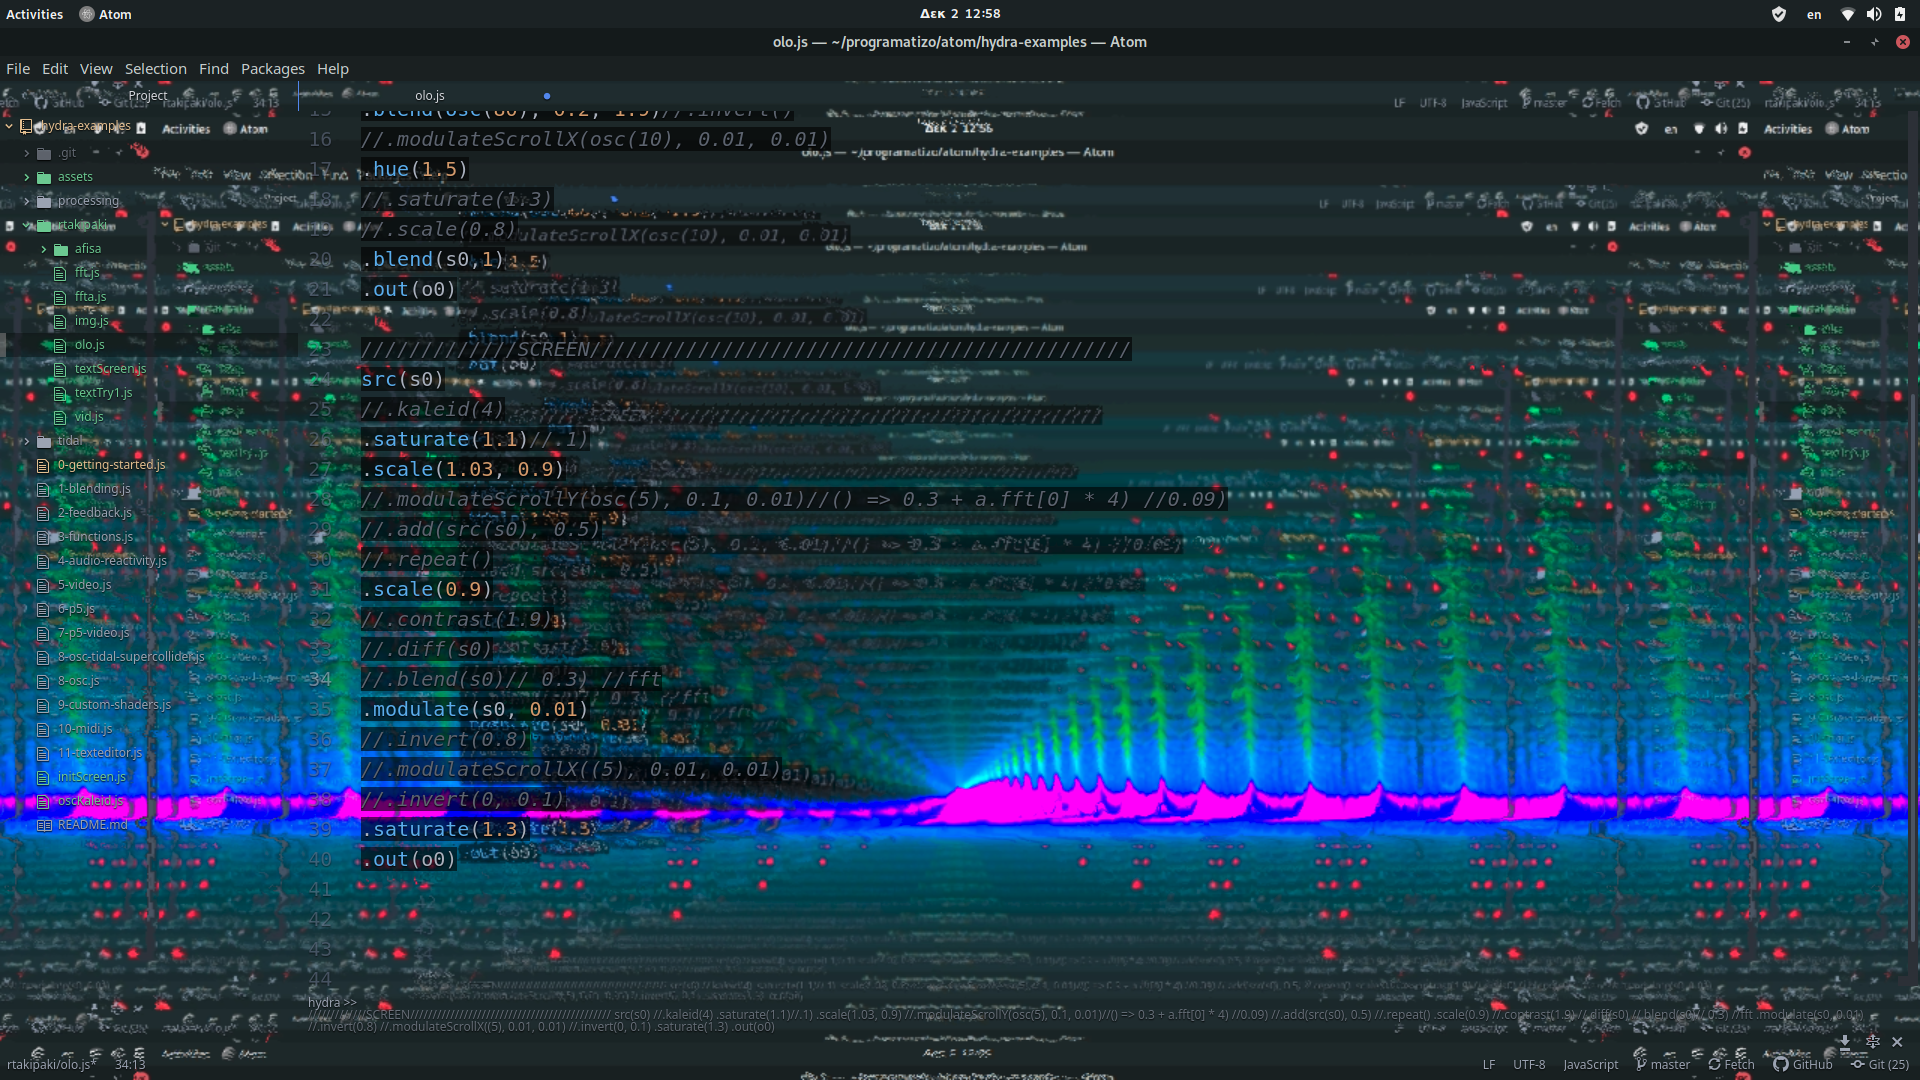 Activities Atom Δεκ 2 12:58 en
olo.js — ~/programatizo/atom/hydra-examples — Atom
File Edit View Selection Find Packages Help
Project
olo.js
hydra-examples
.git
assets
processing
rtakipaki
afisa
fft.js
ffta.js
img.js
olo.js
textScreen.js
textTry1.js
vid.js
tidal
0-getting-started.js
1-blending.js
2-feedback.js
3-functions.js
4-audio-reactivity.js
5-video.js
6-p5.js
7-p5-video.js
8-osc-tidal-supercollider.js
8-osc.js
9-custom-shaders.js
10-midi.js
11-texteditor.js
initScreen.js
oscKaleid.js
README.md
15 .blend(osc(80), 0.2, 1.9)//.invert()
16 //.modulateScrollX(osc(10), 0.01, 0.01)
17 .hue(1.5)
18 //.saturate(1.3)
19 //.scale(0.8)
20 .blend(s0,1)
21 .out(o0)
22
23 /////////////SCREEN/////////////////////////////////////////////
24 src(s0)
25 //.kaleid(4)
26 .saturate(1.1)//.1)
27 .scale(1.03, 0.9)
28 //.modulateScrollY(osc(5), 0.1, 0.01)//() => 0.3 + a.fft[0] * 4) //0.09)
29 //.add(src(s0), 0.5)
30 //.repeat()
31 .scale(0.9)
32 //.contrast(1.9)
33 //.diff(s0)
34 //.blend(s0)// 0.3) //fft
35 .modulate(s0, 0.01)
36 //.invert(0.8)
37 //.modulateScrollX((5), 0.01, 0.01)
38 //.invert(0, 0.1)
39 .saturate(1.3)
40 .out(o0)
41
42
43
44
hydra >>
/////////////SCREEN///////////////////////////////////////////// src(s0) //.kaleid(4) .saturate(1.1)//.1) .scale(1.03, 0.9) //.modulateScrollY(osc(5), 0.1, 0.01)//() => 0.3 + a.fft[0] * 4) //0.09) //.add(src(s0), 0.5) //.repeat() .scale(0.9) //.contrast(1.9) //.diff(s0) //.blend(s0)// 0.3) //fft .modulate(s0, 0.01)
//.invert(0.8) //.modulateScrollX((5), 0.01, 0.01) //.invert(0, 0.1) .saturate(1.3) .out(o0)
rtakipaki/olo.js* 34:13 LF UTF-8 JavaScript master Fetch GitHub Git (25)